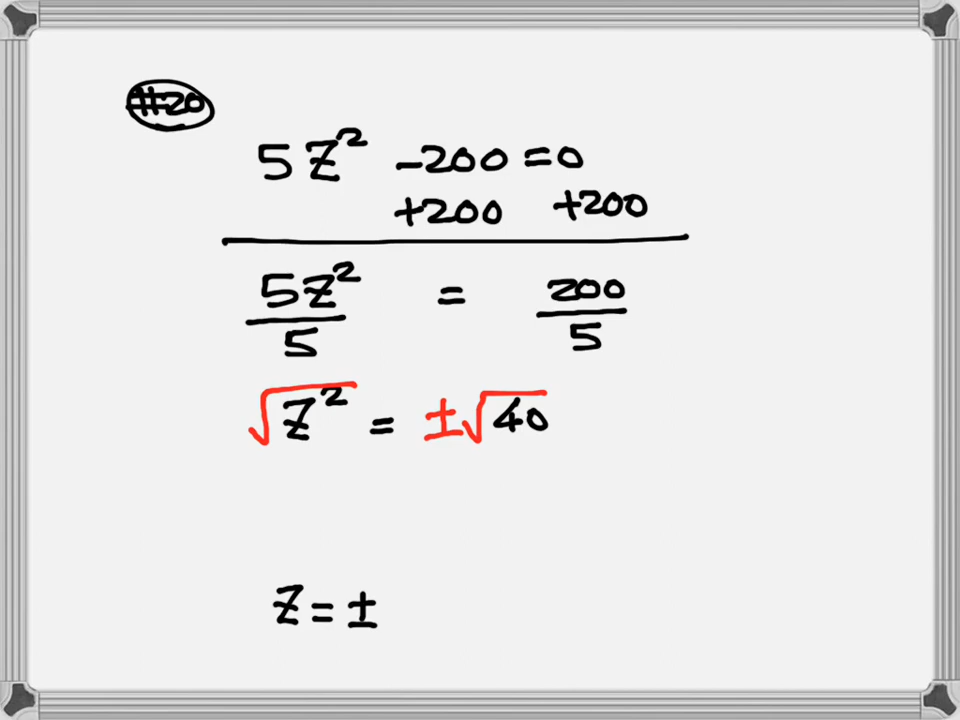 #20
5Z² -200 =0
+200 +200
5Z²/5 = 200/5
√Z² = ±√40
Z = ±